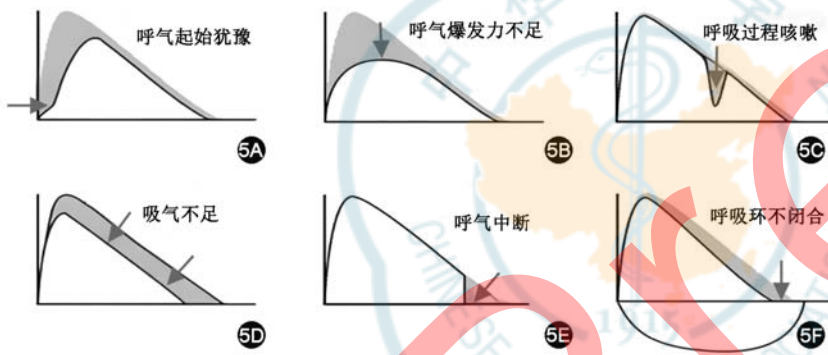 呼气起始犹豫
呼气爆发力不足
呼吸过程咳嗽
5A
5B
5C
吸气不足
呼气中断
呼吸环不闭合
5D
5E
5F
CHINESE
1915